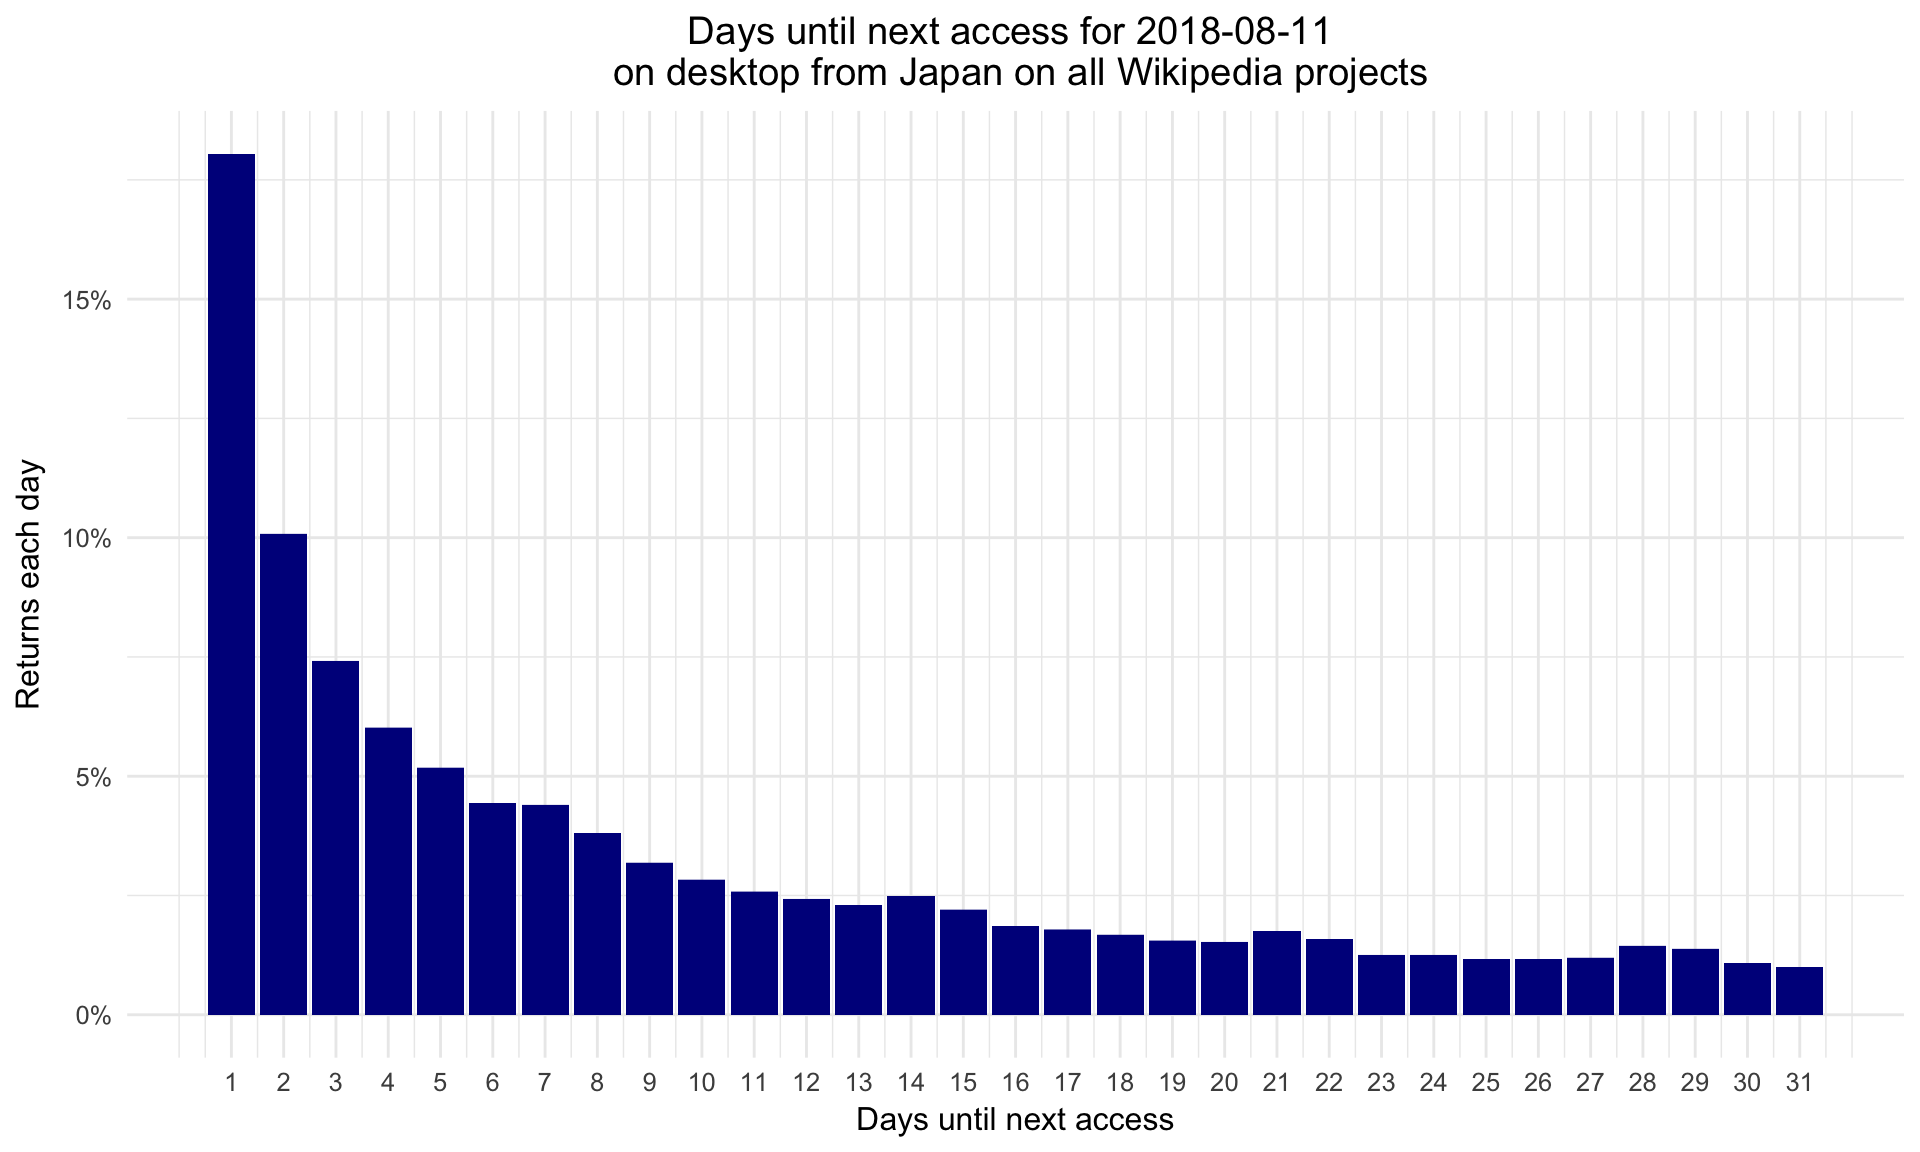 Days until next access for 2018-08-11
on desktop from Japan on all Wikipedia projects
Returns each day
15%
10%
5%
0%
1 2 3 4 5 6 7 8 9 10 11 12 13 14 15 16 17 18 19 20 21 22 23 24 25 26 27 28 29 30 31
Days until next access